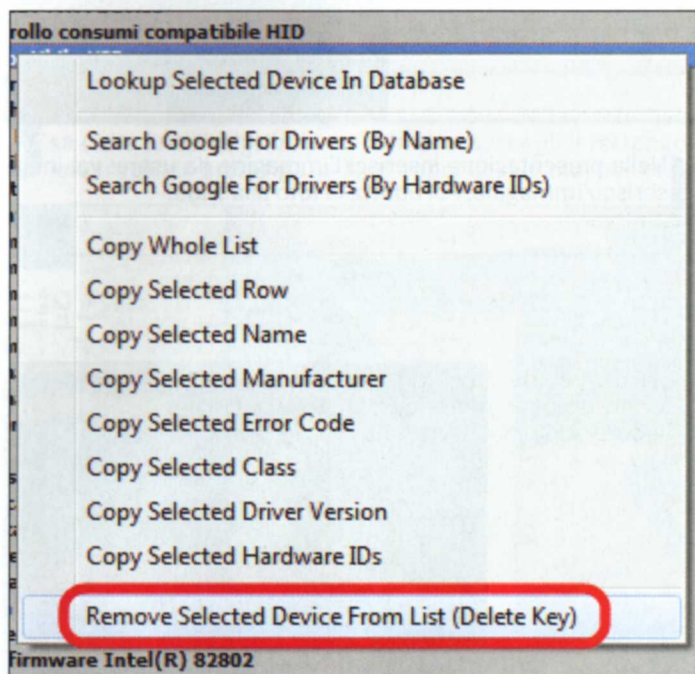 rollo consumi compatibile HID
Lookup Selected Device In Database
Search Google For Drivers (By Name)
Search Google For Drivers (By Hardware IDs)
Copy Whole List
Copy Selected Row
Copy Selected Name
Copy Selected Manufacturer
Copy Selected Error Code
Copy Selected Class
Copy Selected Driver Version
Copy Selected Hardware IDs
Remove Selected Device From List (Delete Key)
firmware Intel(R) 82802